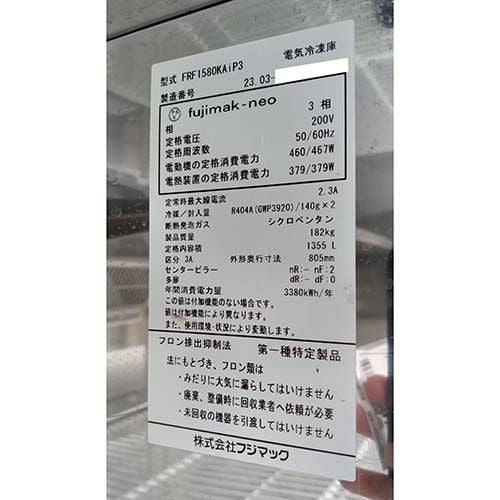 型式 FRF1580KAiP3 電気冷凍庫
製造番号 23.03-
fujimak-neo
相 3 相
定格電圧 200V
定格周波数 50/60Hz
電動機の定格消費電力 460/467W
電熱装置の定格消費電力 379/379W
定常時最大線電流 2.3A
冷媒/封入量 R404A(GWP3920)/140g×2
断熱発泡ガス シクロペンタン
製品質量 182kg
定格内容積 1355 L
区分 3A 外形奥行寸法 805mm
センターピラー nR:- nF:2
多扉 dR:- dF:0
年間消費電力量 3380kWh/年
この値は付加機能のない場合です。
値は付加機能により異なります。
また、使用環境・状況により変動します。
フロン排出抑制法 第一種特定製品
法にもとづき、フロン類は
・みだりに大気に漏らしてはいけません
・廃棄、整備時に回収業者へ依頼が必要
・未回収の機器を引渡してはいけません
株式会社フジマック